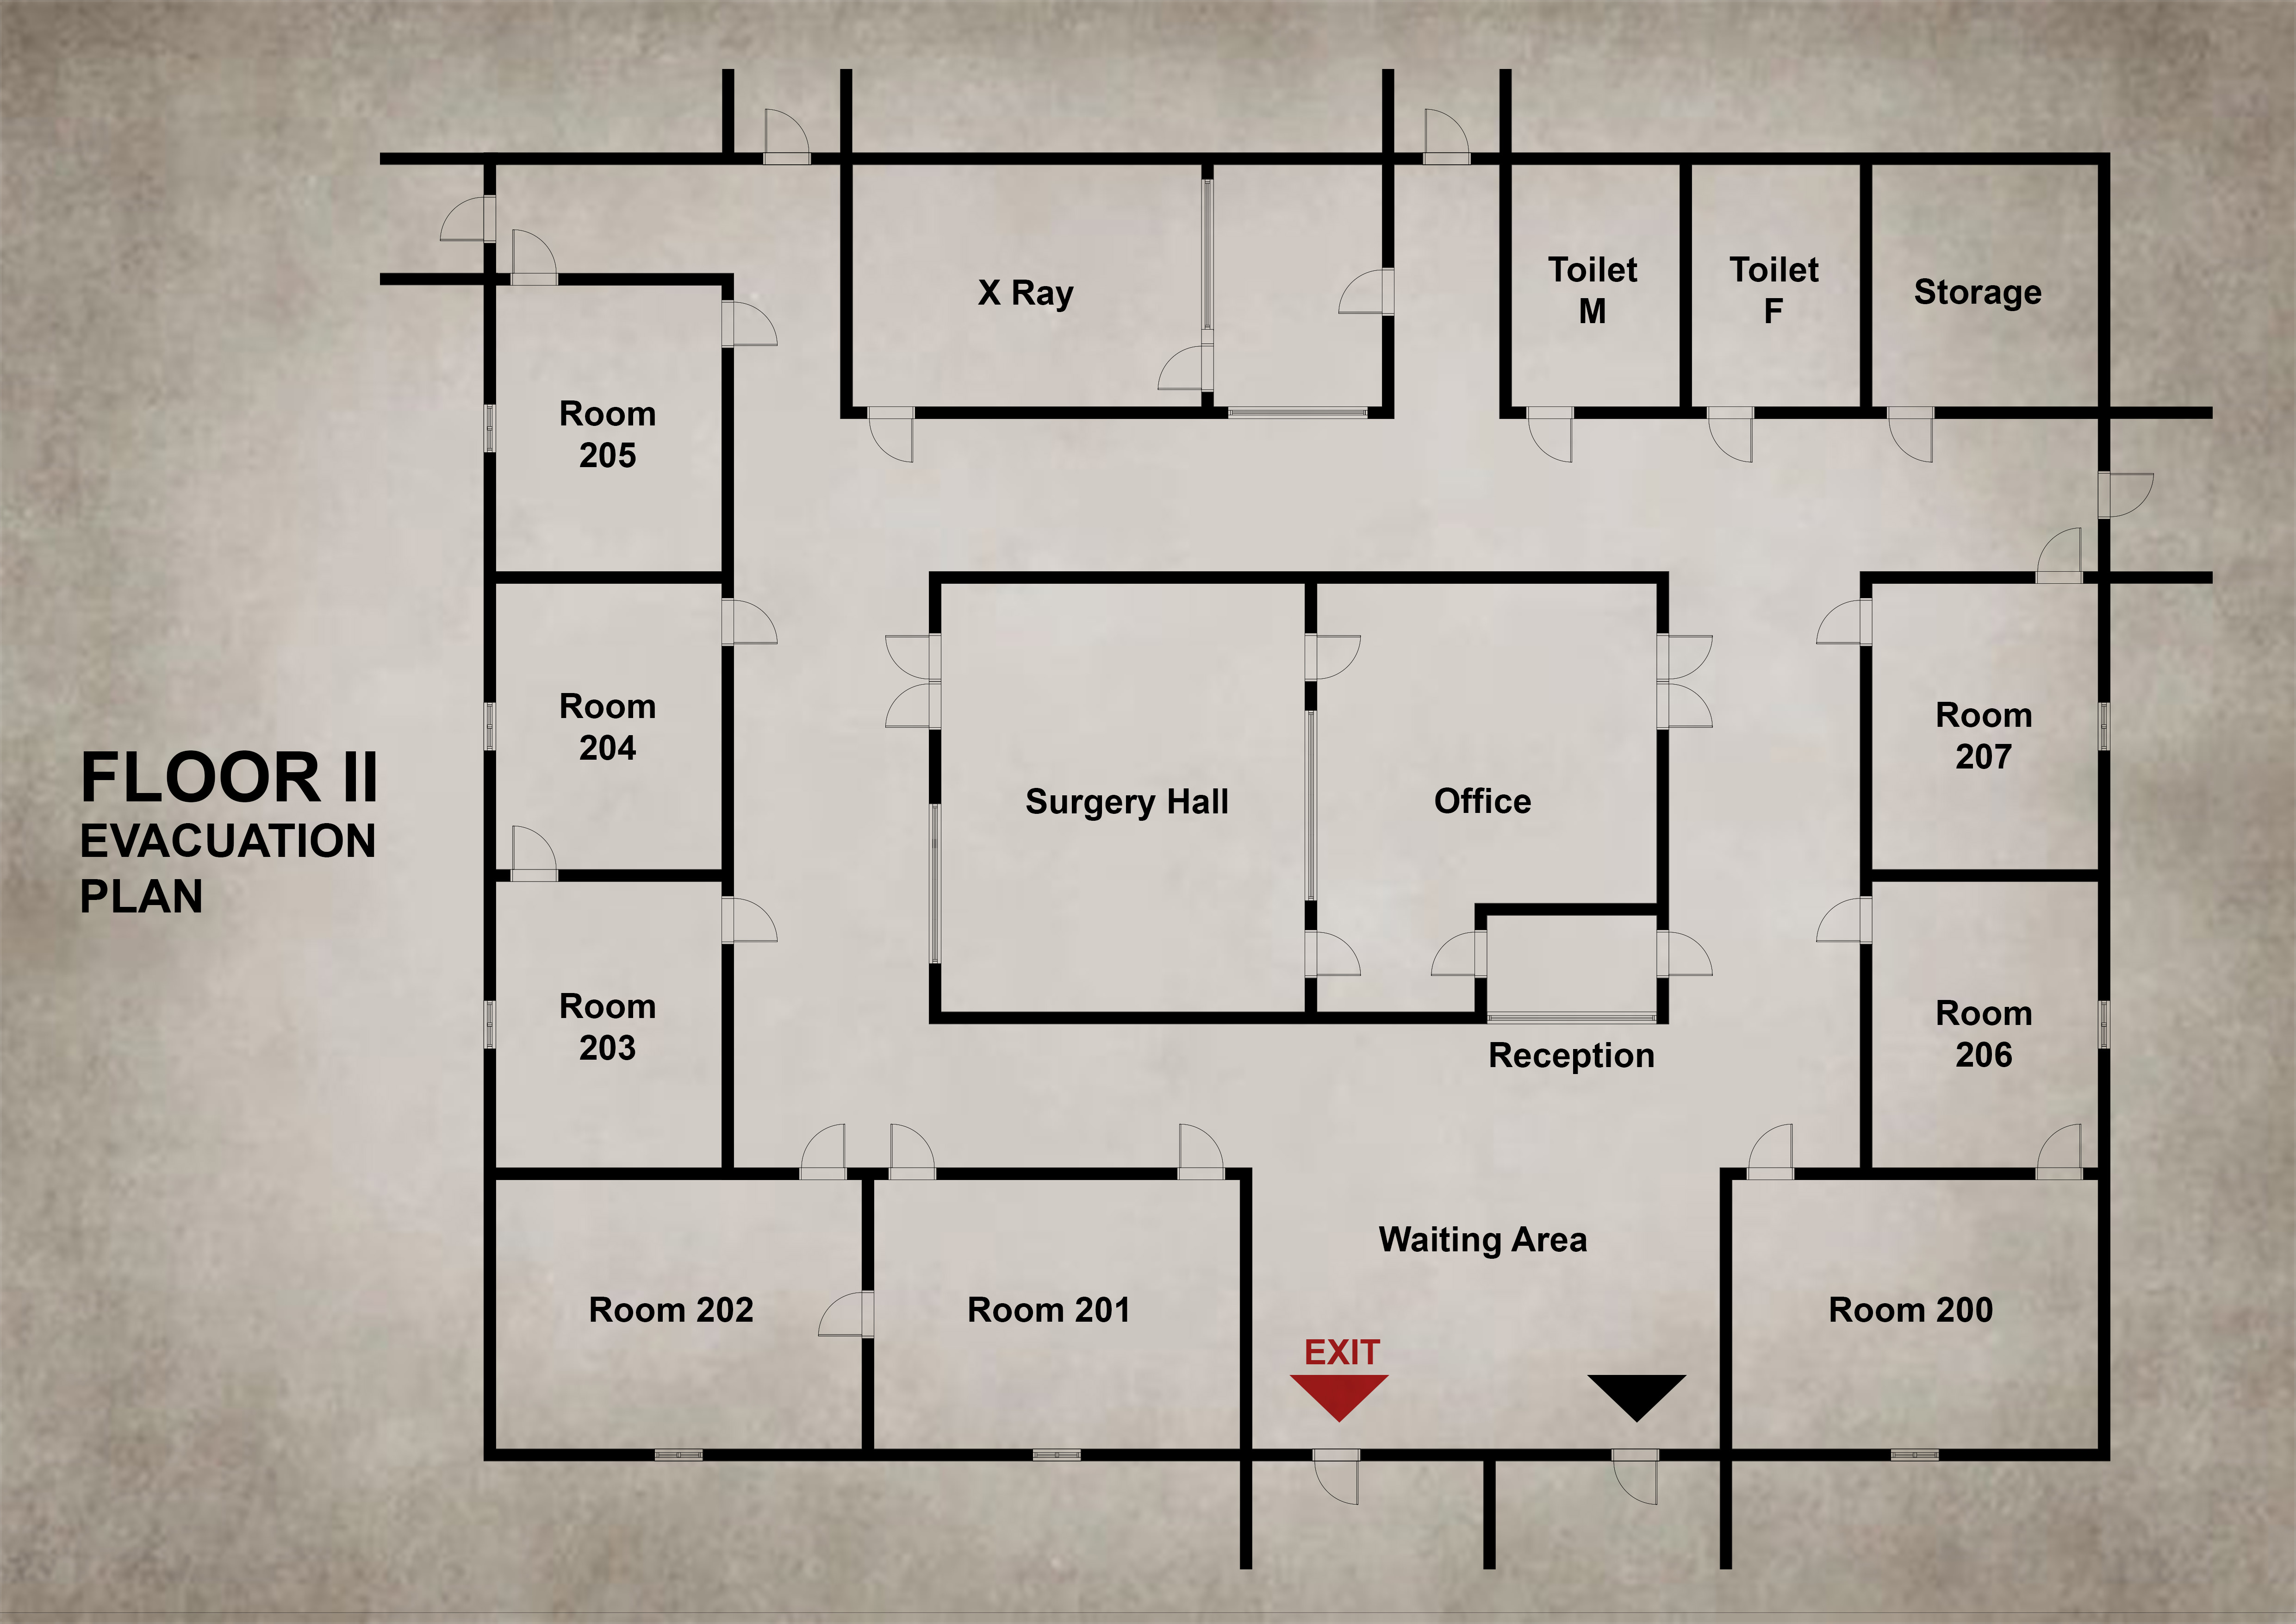 X Ray
Toilet
M
Toilet
F
Storage
Room
205
Room
204
Room
207
FLOOR II
EVACUATION
PLAN
Surgery Hall
Office
Room
203
Room
206
Reception
Waiting Area
Room 202
Room 201
Room 200
EXIT